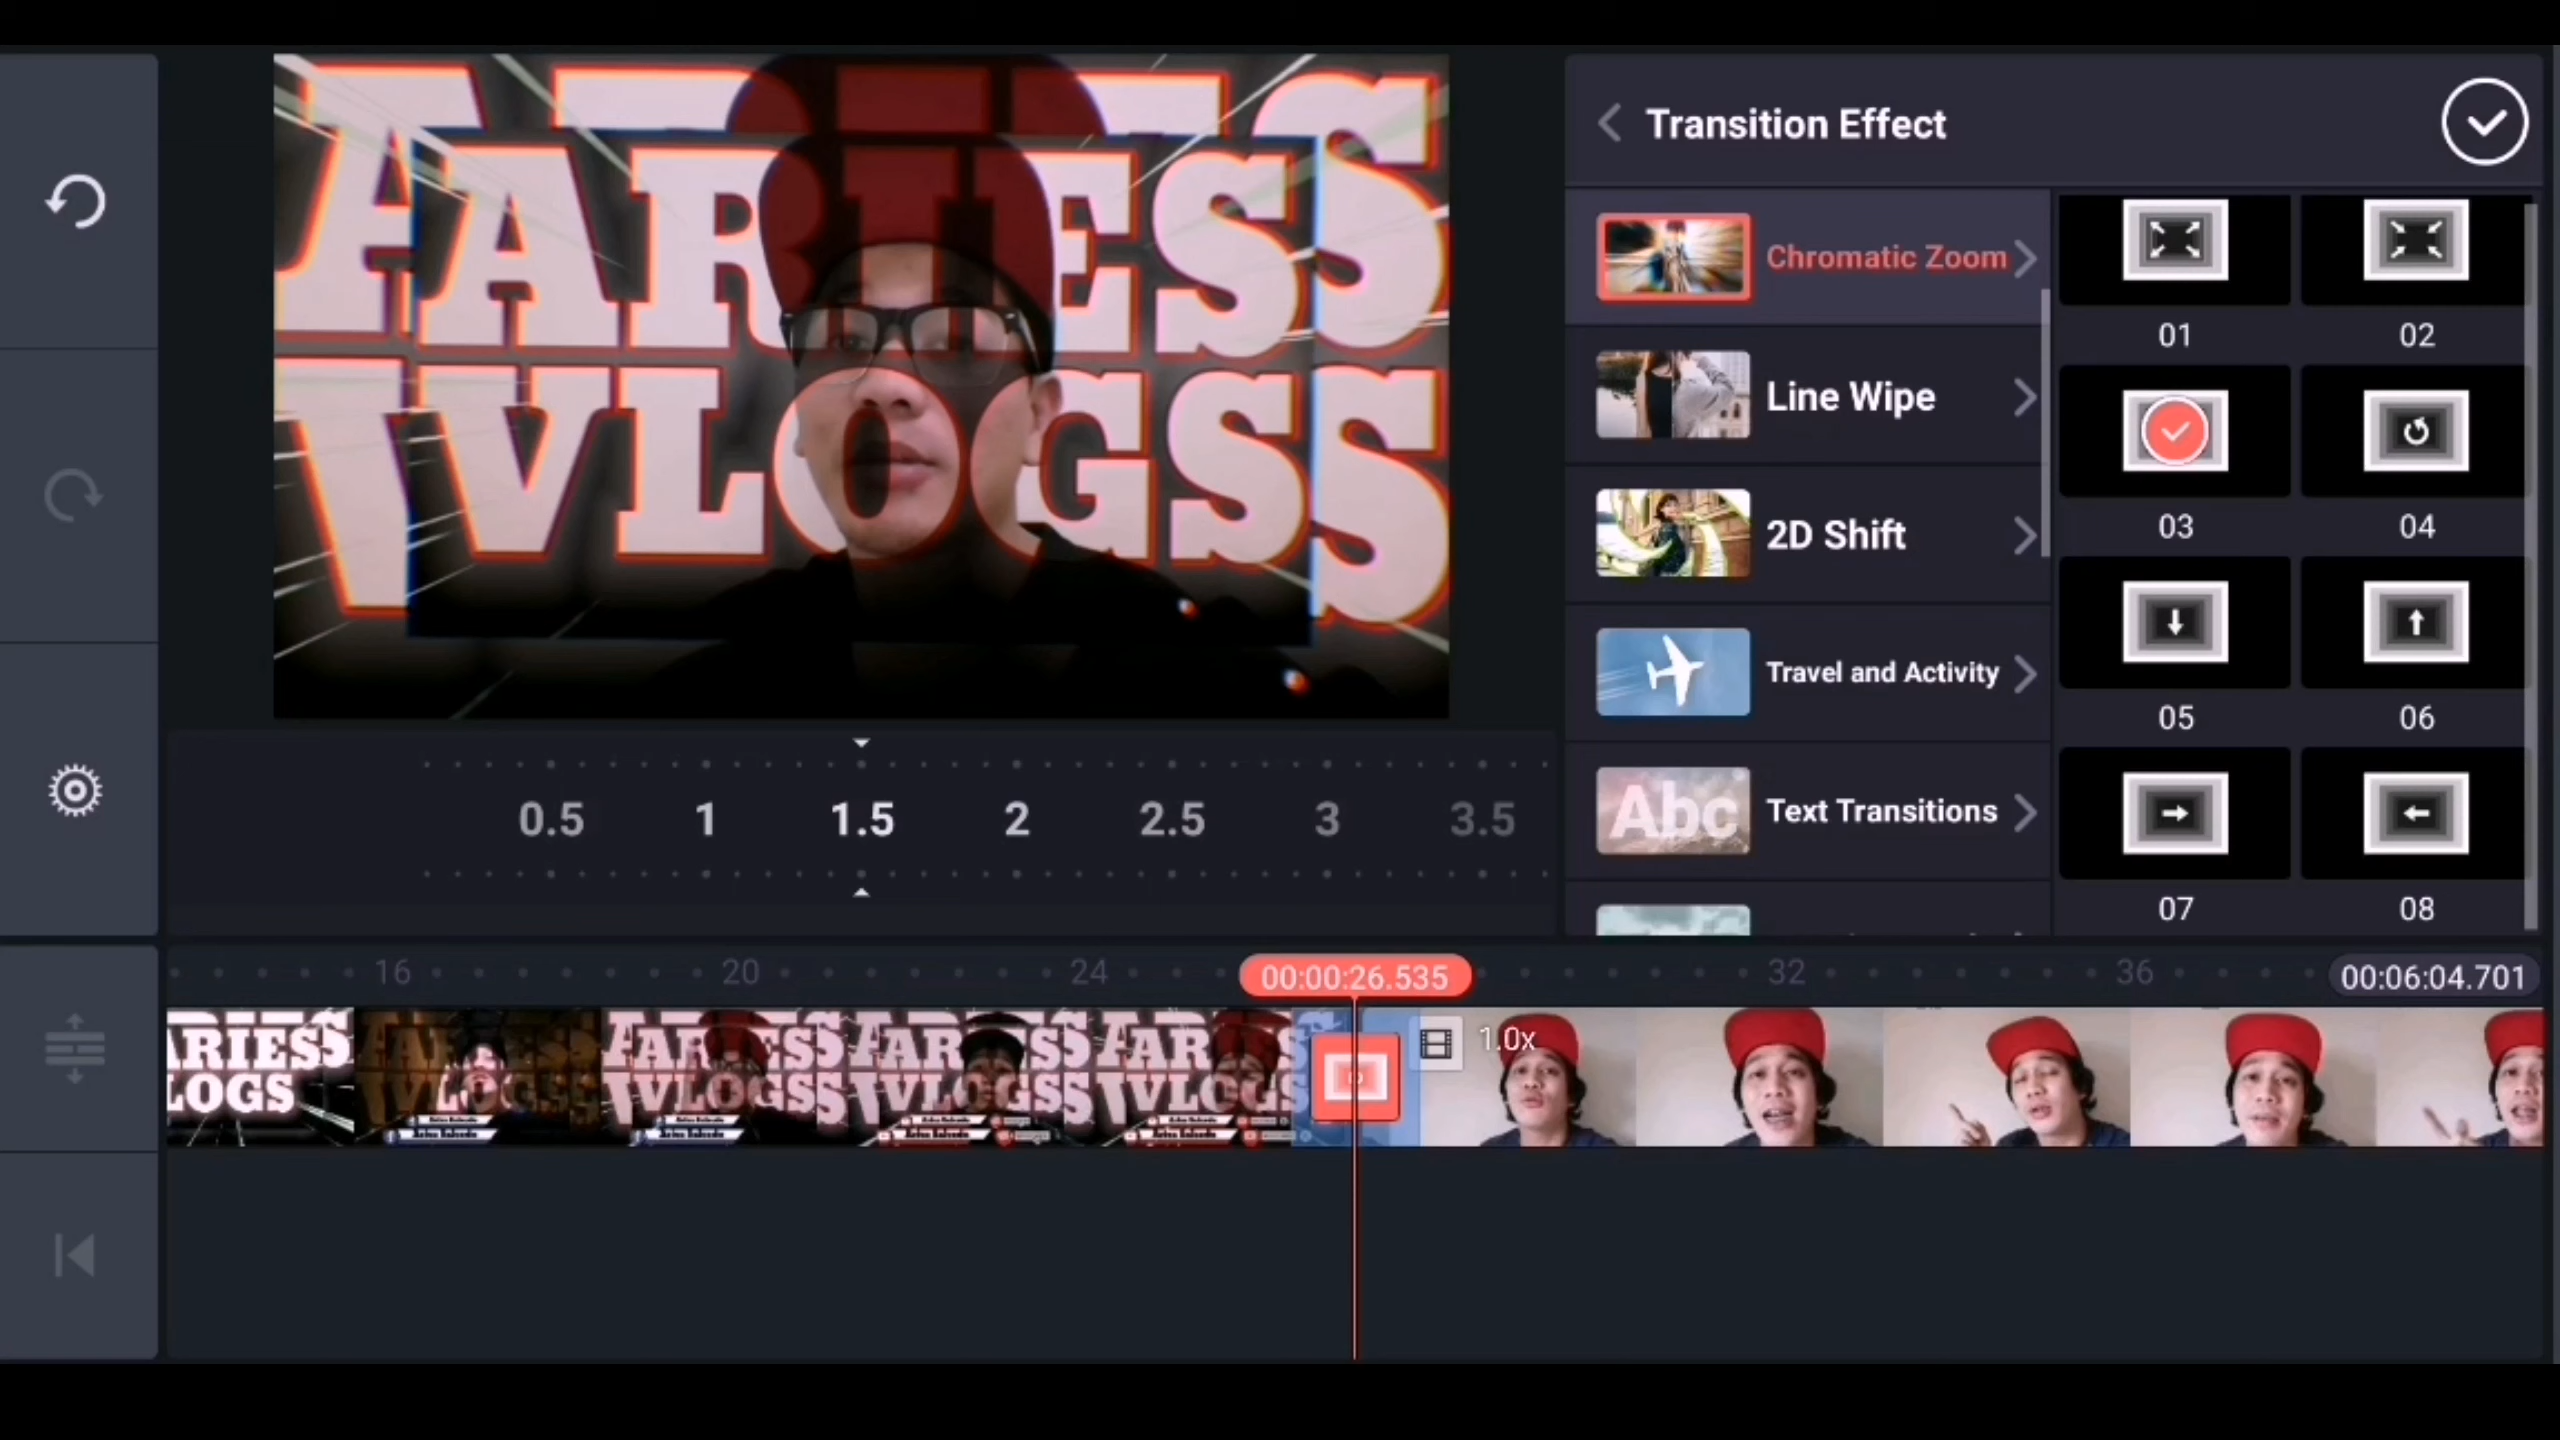 ARIESS
VLOGSS
Transition Effect
Chromatic Zoom
Line Wipe
2D Shift
Travel and Activity
Abc
Text Transitions
01
02
03
04
05
06
07
08
0.5
1
1.5
2
2.5
3
3.5
16
20
24
00:00:26.535
32
36
00:06:04.701
1.0x